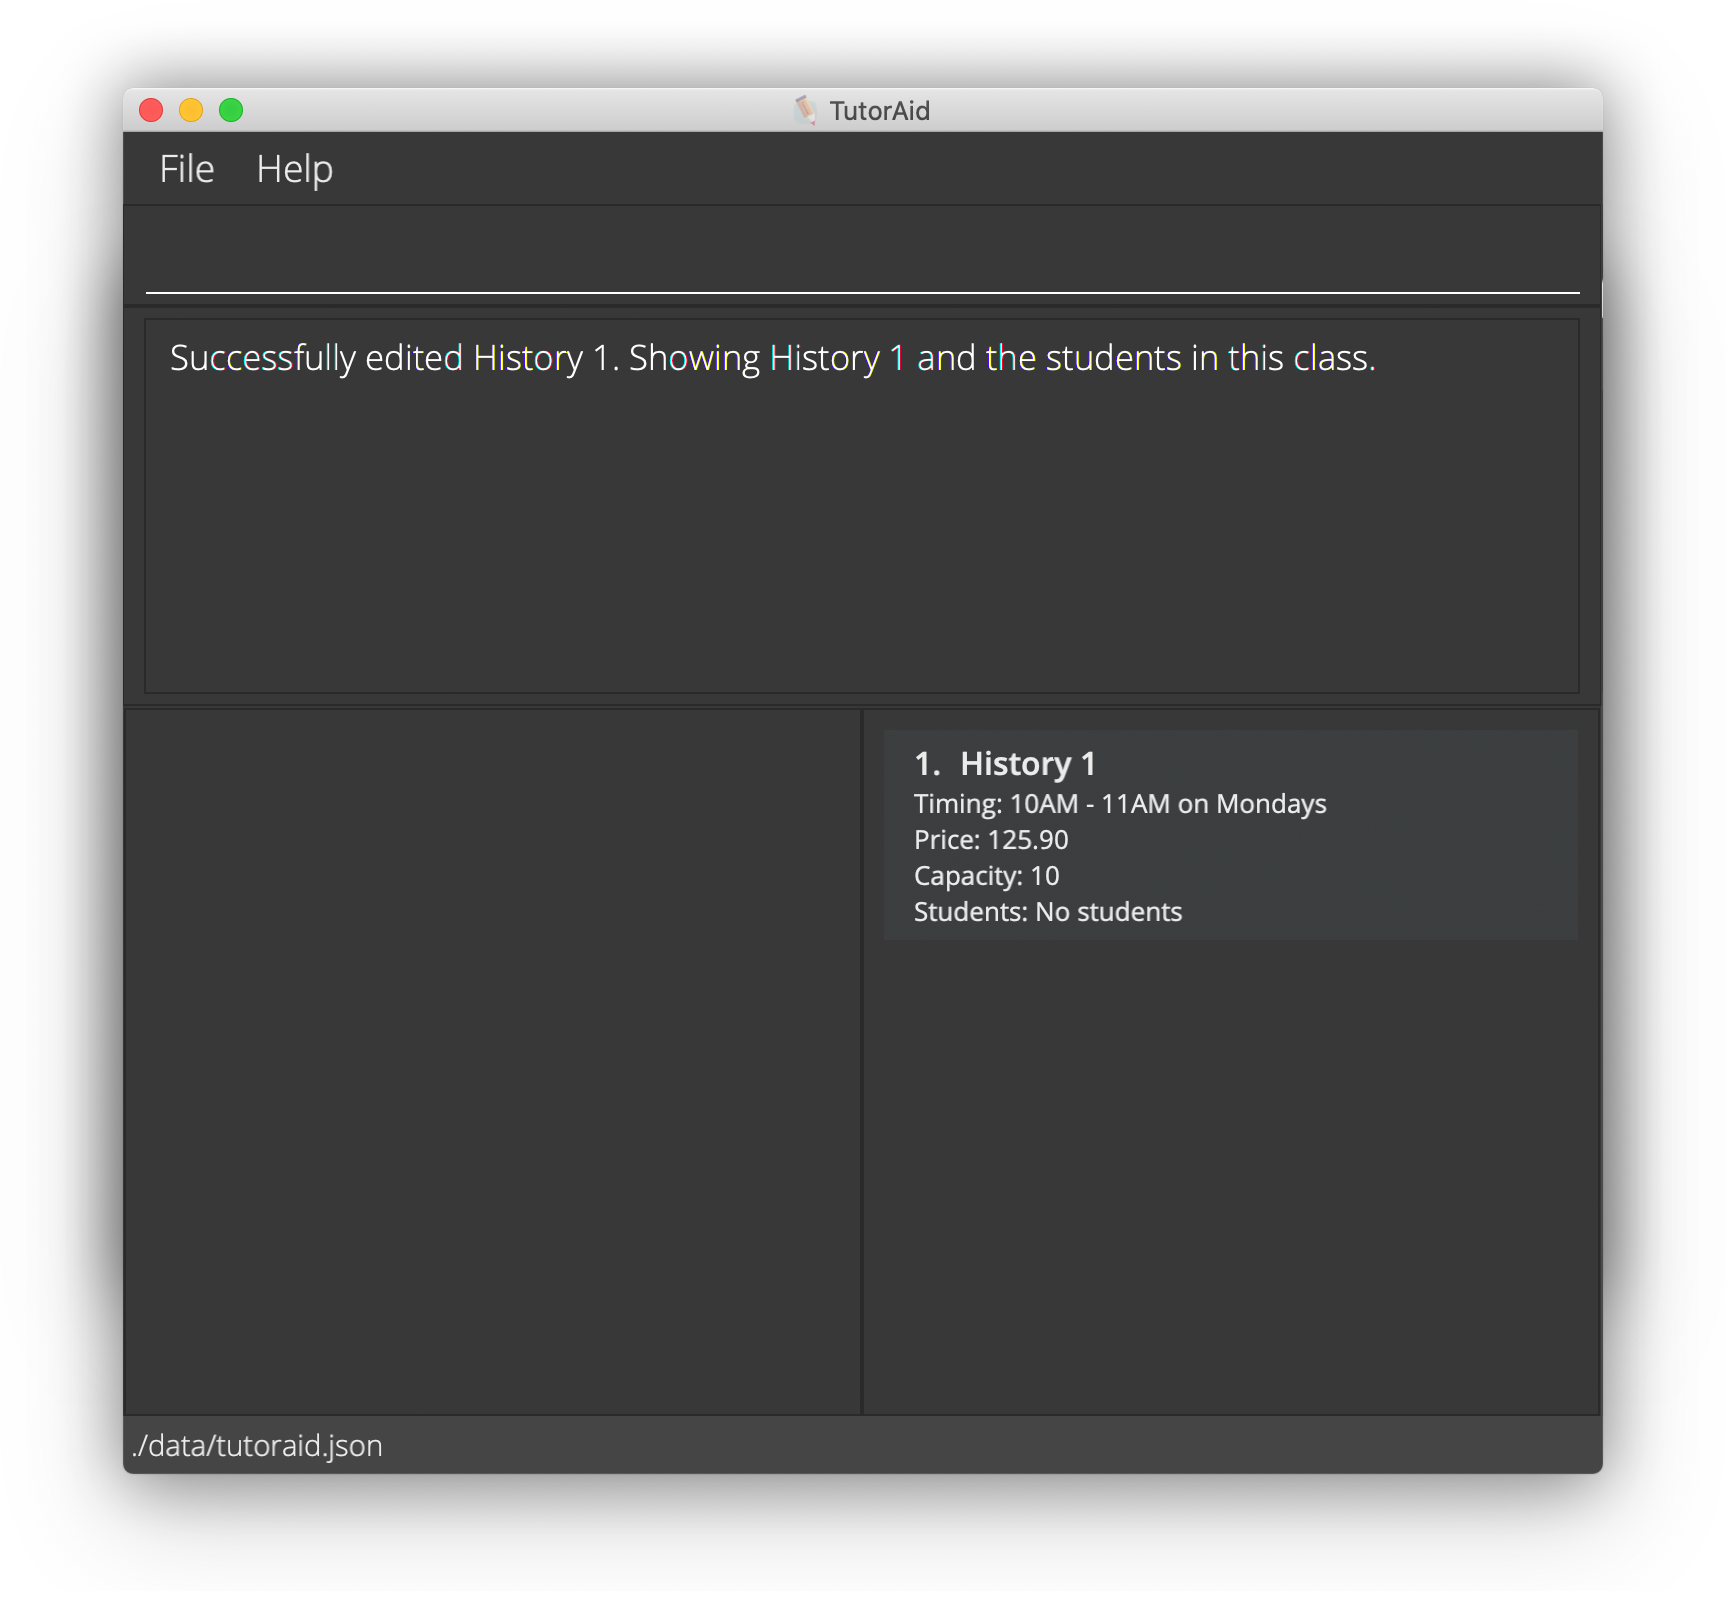 TutorAid
File Help
Successfully edited History 1. Showing History 1 and the students in this class.
1. History 1
Timing: 10AM - 11AM on Mondays
Price: 125.90
Capacity: 10
Students: No students
./data/tutoraid.json